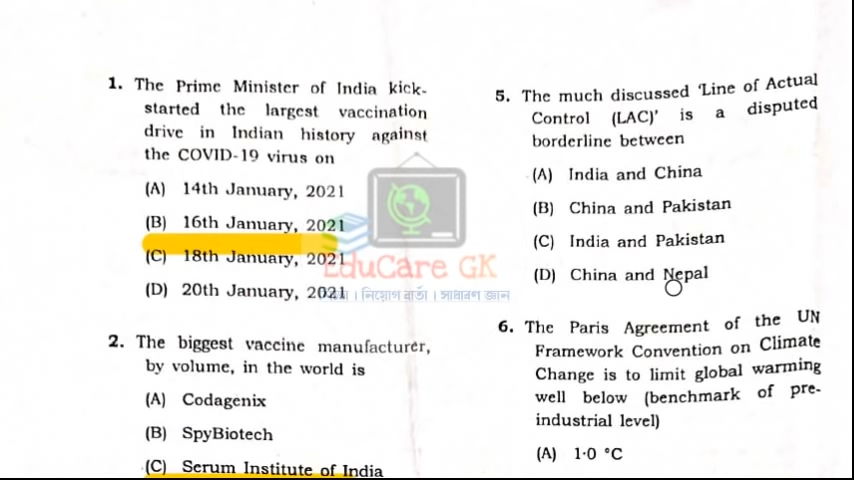 1. The Prime Minister of India kick-
started the largest vaccination
drive in Indian history against
the COVID-19 virus on
(A) 14th January, 2021
(B) 16th January, 2021
(C) 18th January, 2021
(D) 20th January, 2021
2. The biggest vaccine manufacturer,
by volume, in the world is
(A) Codagenix
(B) SpyBiotech
(C) Serum Institute of India
EduCare GK
। নিয়োগ বার্তা । সাধারণ জ্ঞান
5. The much discussed 'Line of Actual
Control (LAC)' is a disputed
borderline between
(A) India and China
(B) China and Pakistan
(C) India and Pakistan
(D) China and Nepal
6. The Paris Agreement of the UN
Framework Convention on Climate
Change is to limit global warming
well below (benchmark of pre-
industrial level)
(A) 1·0 °C